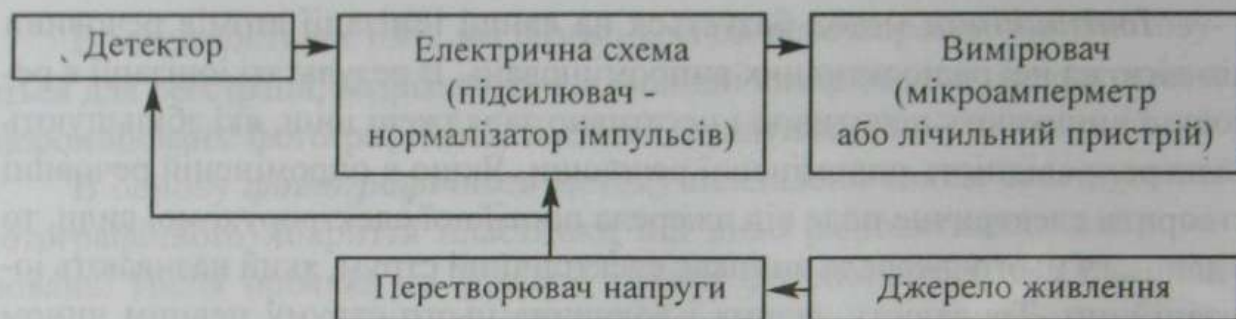 Детектор
Електрична схема
(підсилювач -
нормалізатор імпульсів)
Вимірювач
(мікроамперметр
або лічильний пристрій)
Перетворювач напруги
Джерело живлення